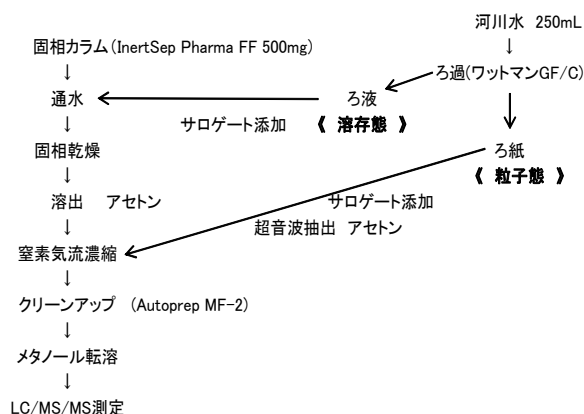 河川水 250mL
↓
固相カラム(InertSep Pharma FF 500mg)
↓
ろ過(ワットマンGF/C)
通水
ろ液
サロゲート添加 《 溶存態 》
↓
固相乾燥
ろ紙
《 粒子態 》
↓
溶出 アセトン
サロゲート添加
超音波抽出 アセトン
↓
窒素気流濃縮
↓
クリーンアップ (Autoprep MF-2)
↓
メタノール転溶
↓
LC/MS/MS測定